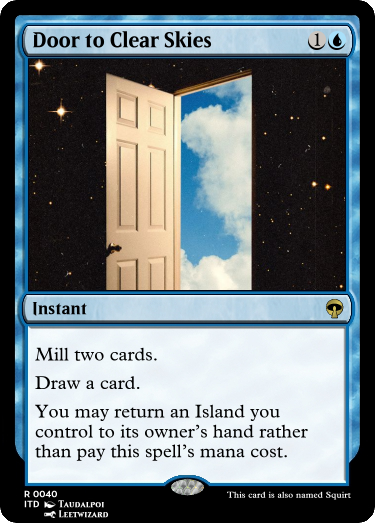 Door to Clear Skies
1
Instant
Mill two cards.
Draw a card.
You may return an Island you
control to its owner's hand rather
than pay this spell's mana cost.
R 0040
ITD TAUDALPOI
LEETWIZARD
This card is also named Squirt